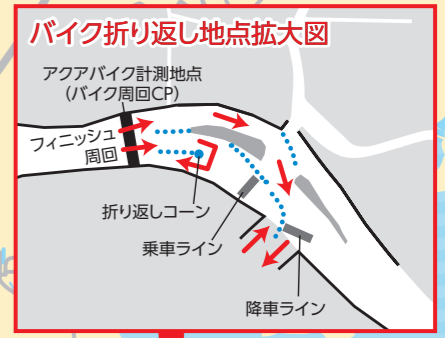 バイク折り返し地点拡大図
アクアバイク計測地点
（バイク周回CP）
フィニッシュ
周回
折り返しコーン
乗車ライン
降車ライン